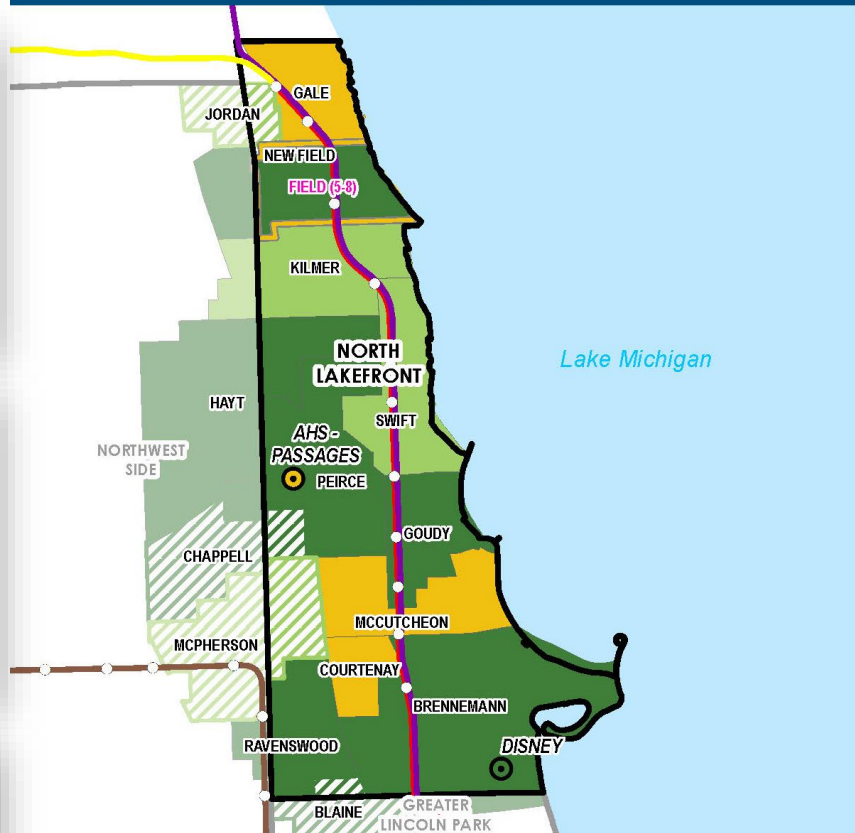 GALE
JORDAN
NEW FIELD
FIELD (5-8)
KILMER
NORTH
LAKEFRONT
Lake Michigan
HAYT
SWIFT
AHS -
PASSAGES
NORTHWEST
SIDE
PEIRCE
GOUDY
CHAPPELL
MCCUTCHEON
MCPHERSON
COURTENAY
BRENNEMANN
RAVENSWOOD
DISNEY
BLAINE
GREATER
LINCOLN PARK